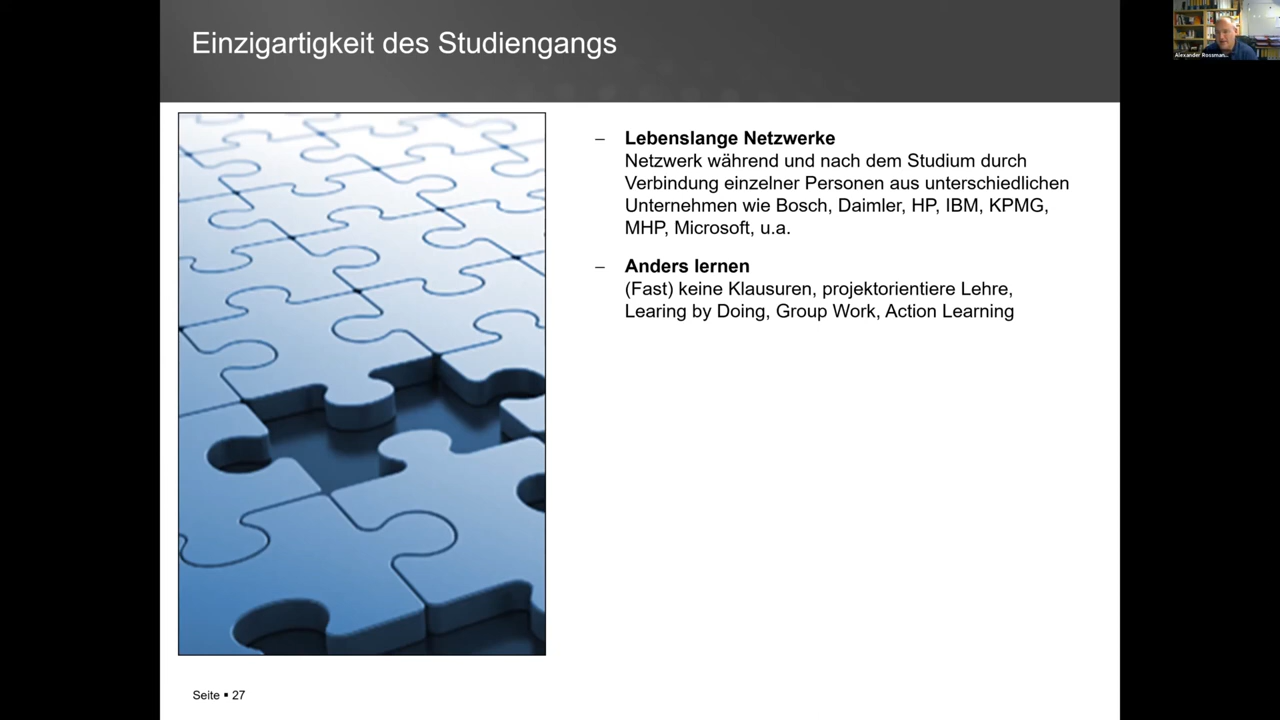 Einzigartigkeit des Studiengangs
Alexander Rossman...
– Lebenslange Netzwerke
Netzwerk während und nach dem Studium durch
Verbindung einzelner Personen aus unterschiedlichen
Unternehmen wie Bosch, Daimler, HP, IBM, KPMG,
MHP, Microsoft, u.a.
– Anders lernen
(Fast) keine Klausuren, projektorientiere Lehre,
Learing by Doing, Group Work, Action Learning
Seite ▪ 27